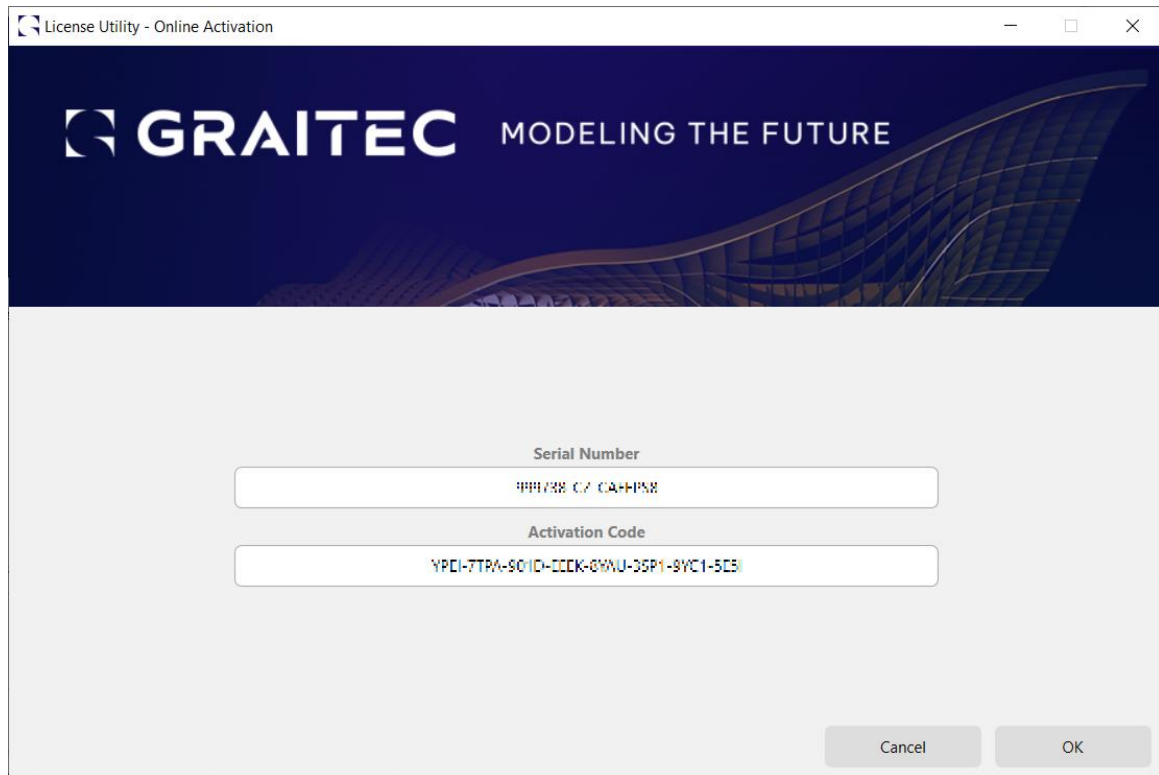 License Utility - Online Activation
GRAITEC MODELING THE FUTURE
Serial Number
Activation Code
Cancel
OK